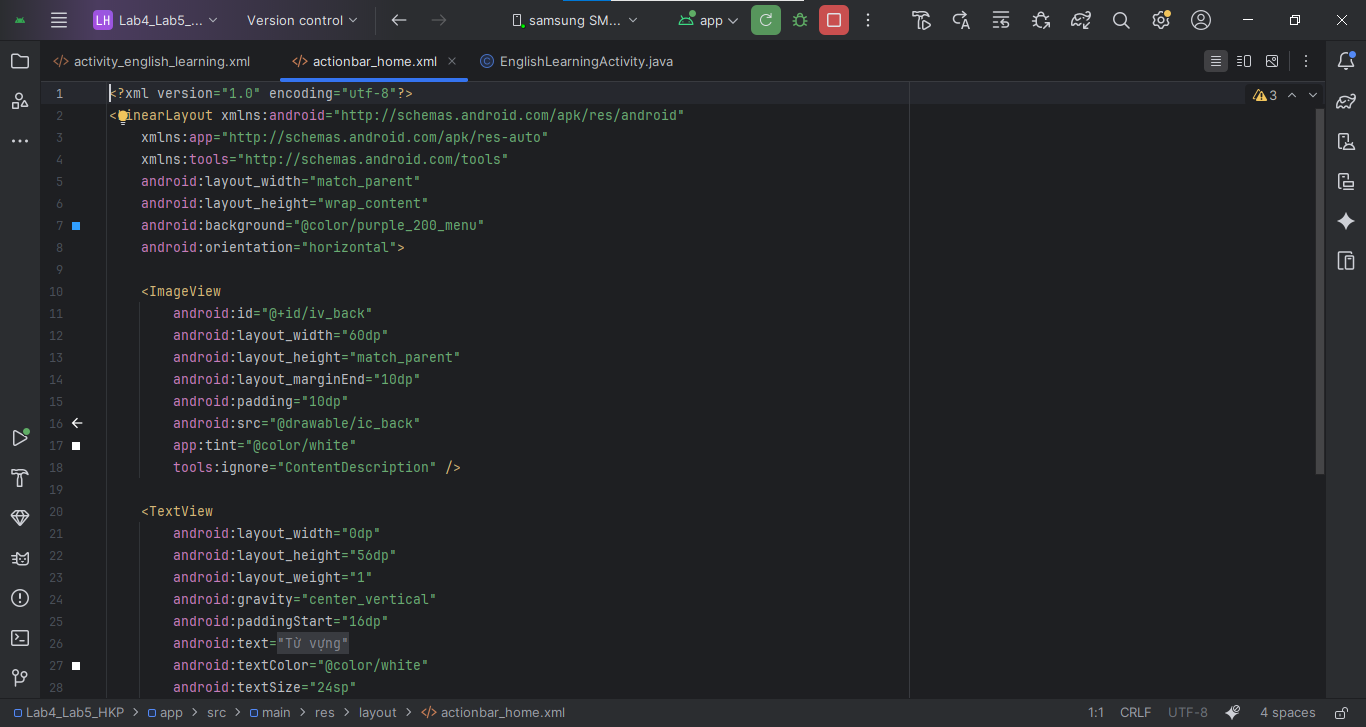 LH Lab4_Lab5_... Version control samsung SM... app
activity_english_learning.xml actionbar_home.xml EnglishLearningActivity.java
1 <?xml version="1.0" encoding="utf-8"?> 3
2 <LinearLayout xmlns:android="http://schemas.android.com/apk/res/android"
3 xmlns:app="http://schemas.android.com/apk/res-auto"
4 xmlns:tools="http://schemas.android.com/tools"
5 android:layout_width="match_parent"
6 android:layout_height="wrap_content"
7 android:background="@color/purple_200_menu"
8 android:orientation="horizontal">
9
10 <ImageView
11 android:id="@+id/iv_back"
12 android:layout_width="60dp"
13 android:layout_height="match_parent"
14 android:layout_marginEnd="10dp"
15 android:padding="10dp"
16 android:src="@drawable/ic_back"
17 app:tint="@color/white"
18 tools:ignore="ContentDescription" />
19
20 <TextView
21 android:layout_width="0dp"
22 android:layout_height="56dp"
23 android:layout_weight="1"
24 android:gravity="center_vertical"
25 android:paddingStart="16dp"
26 android:text="Từ vựng"
27 android:textColor="@color/white"
28 android:textSize="24sp"
Lab4_Lab5_HKP > app > src > main > res > layout > actionbar_home.xml 1:1 CRLF UTF-8 4 spaces